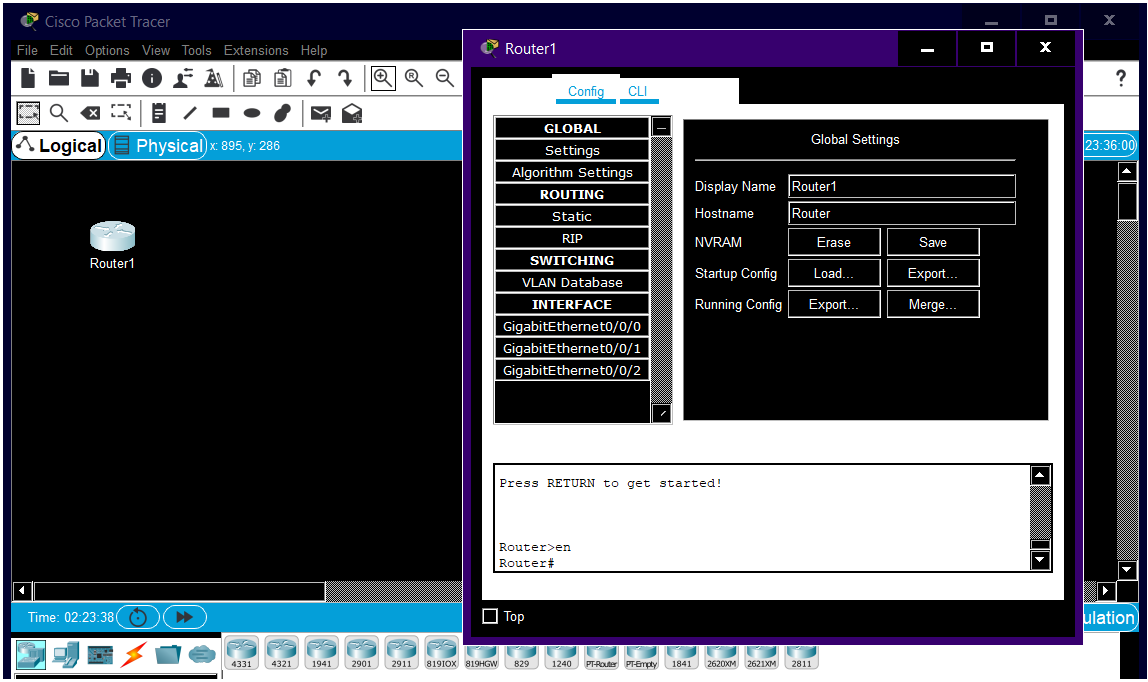 Cisco Packet Tracer
File Edit Options View Tools Extensions Help
Logical Physical x: 895, y: 286
Router1
Time: 02:23:38
Router1
Config CLI
GLOBAL
Settings
Algorithm Settings
ROUTING
Static
RIP
SWITCHING
VLAN Database
INTERFACE
GigabitEthernet0/0/0
GigabitEthernet0/0/1
GigabitEthernet0/0/2
Global Settings
Display Name Router1
Hostname Router
NVRAM Erase Save
Startup Config Load... Export...
Running Config Export... Merge...
Press RETURN to get started!
Router>en
Router#
Top
?
23:36:00
ulation
4331 4321 1941 2901 2911 819IOX 819HGW 829 1240 PT-Router PT-Empty 1841 2620XM 2621XM 2811